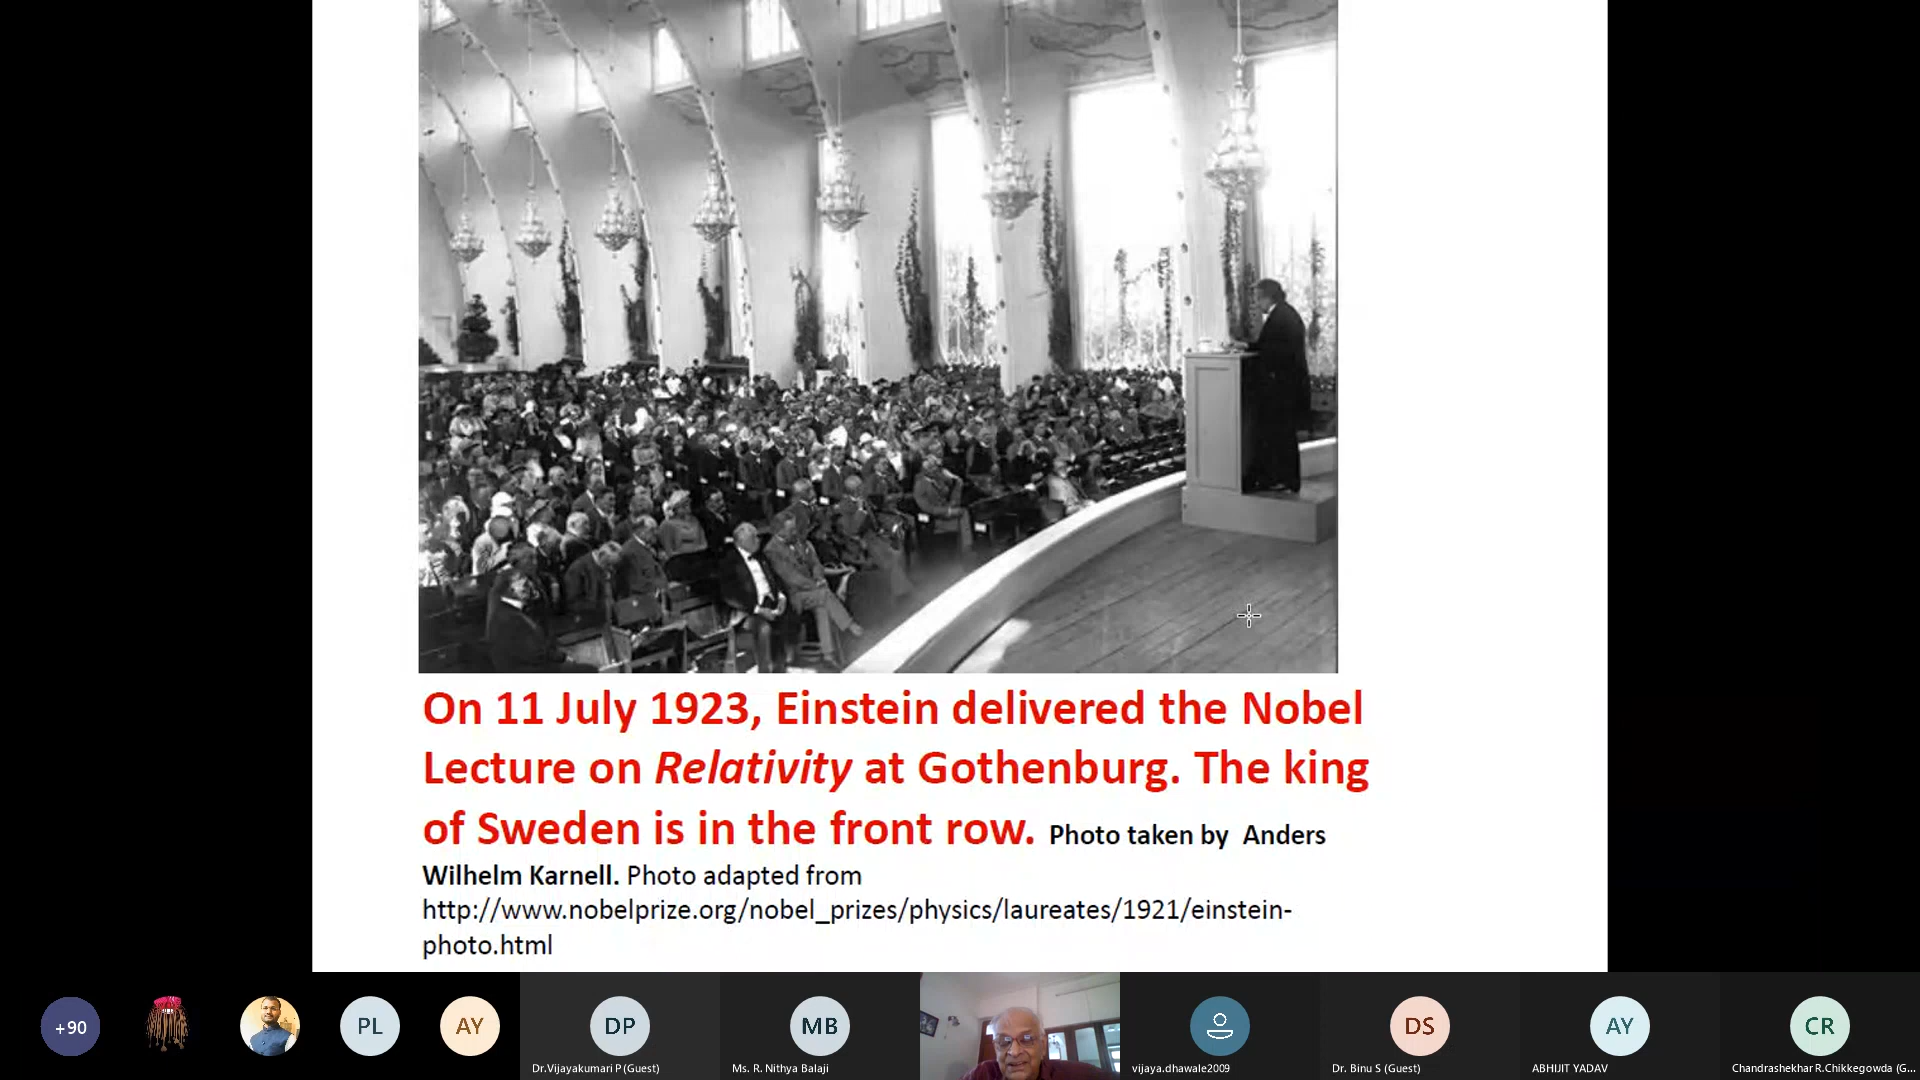 On 11 July 1923, Einstein delivered the Nobel
Lecture on Relativity at Gothenburg. The king
of Sweden is in the front row. Photo taken by Anders
Wilhelm Karnell. Photo adapted from
http://www.nobelprize.org/nobel_prizes/physics/laureates/1921/einstein-
photo.html
+90
PL
AY
DP
MB
DS
AY
CR
Dr.Vijayakumari P (Guest)
Ms. R. Nithya Balaji
vijaya.dhawale2009
Dr. Binu S (Guest)
ABHIJIT YADAV
Chandrashekhar R.Chikkegowda (G...